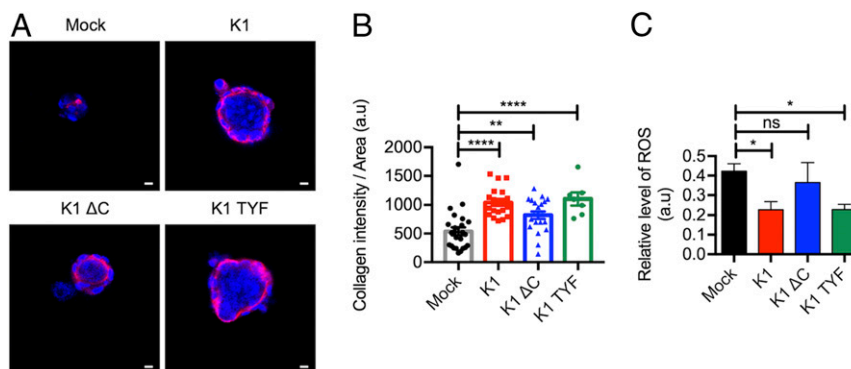 A
Mock
K1
K1 ΔC
K1 TYF
B
Collagen intensity / Area (a.u)
2000
1500
1000
500
0
****
**
****
Mock
K1
K1 ΔC
K1 TYF
C
Relative level of ROS
(a.u)
0.5
0.4
0.3
0.2
0.1
0.0
*
ns
*
Mock
K1
K1 ΔC
K1 TYF